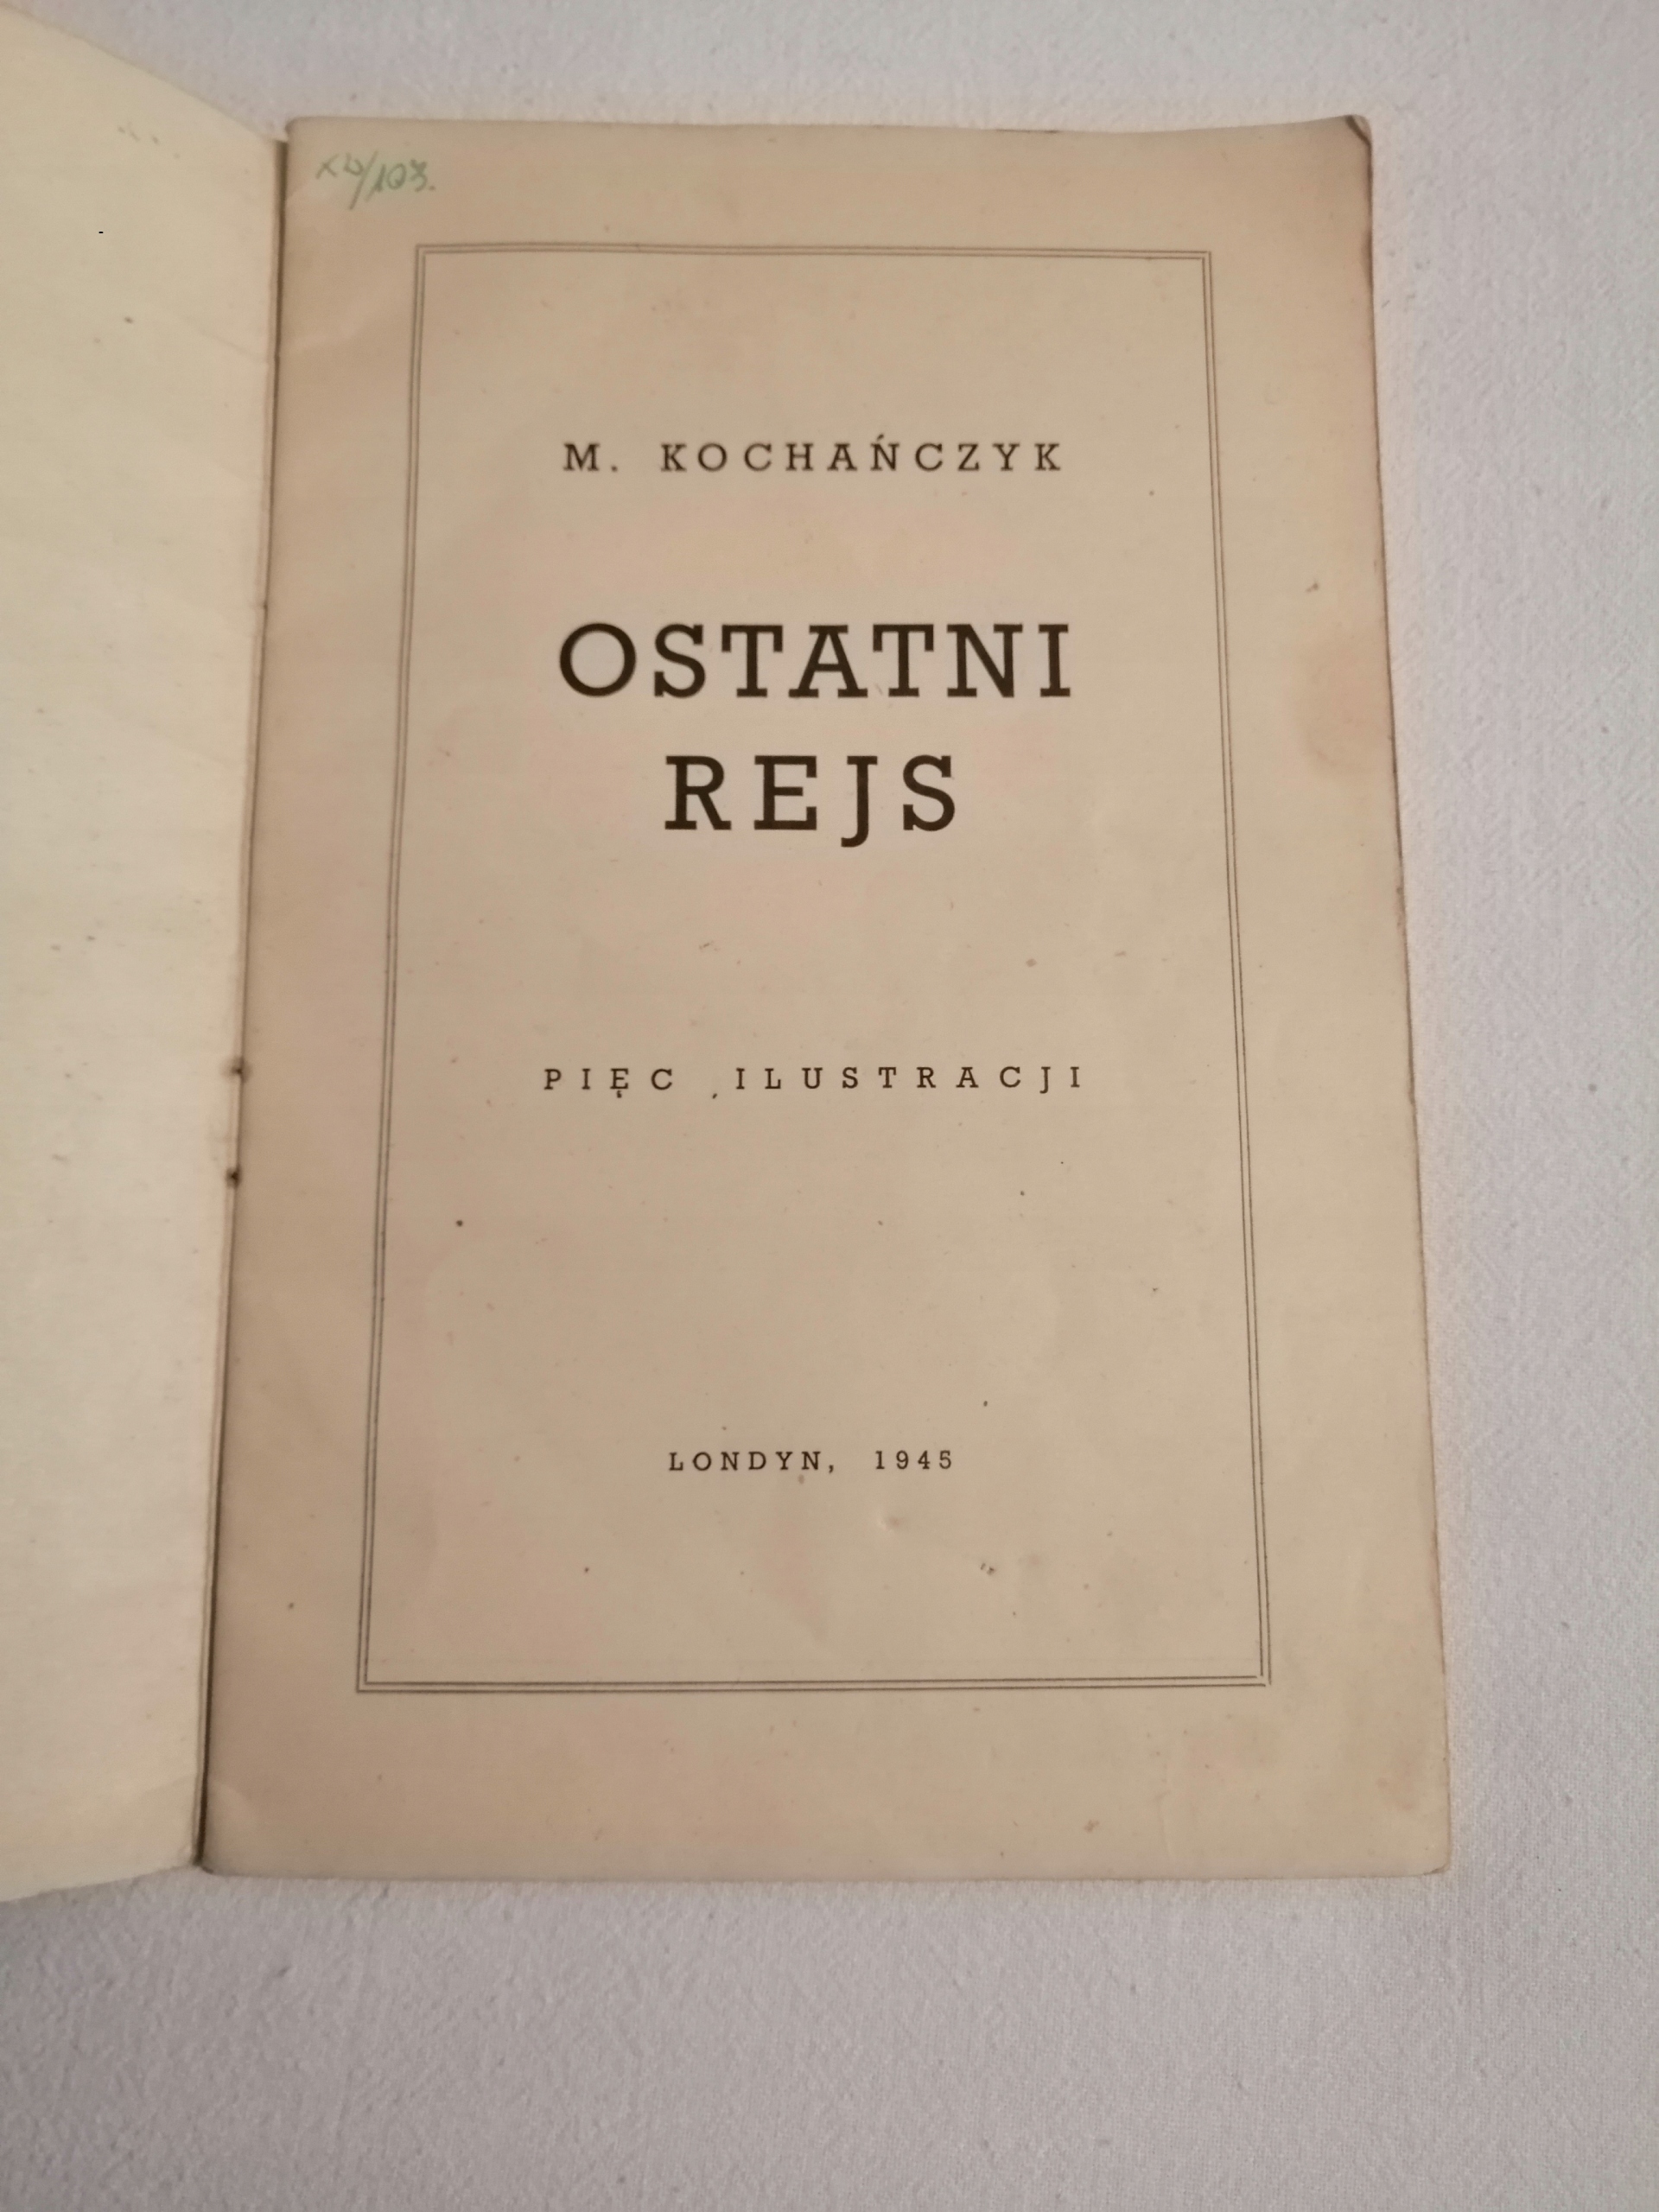 M. KOCHAŃCZYK
OSTATNI
REJS
PIĘC ILUSTRACJI
LONDYN, 1945